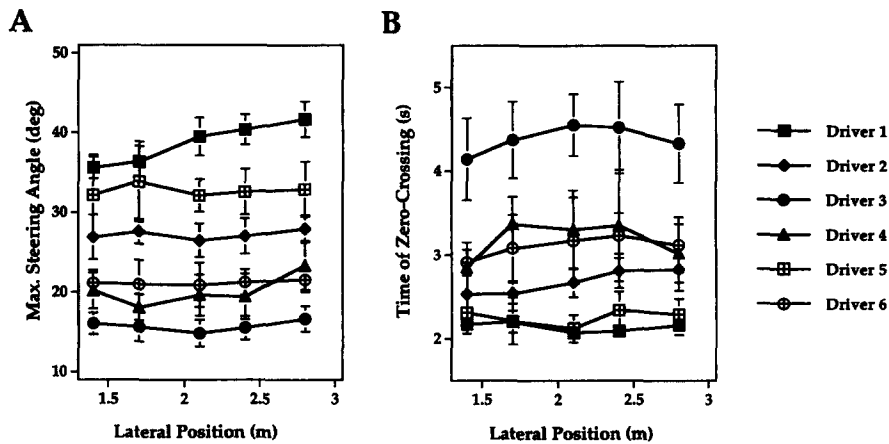 A
B
Max. Steering Angle (deg)
50
40
30
20
10
1.5 2 2.5 3
Lateral Position (m)
Time of Zero-Crossing (s)
5
4
3
2
1.5 2 2.5 3
Lateral Position (m)
Driver 1
Driver 2
Driver 3
Driver 4
Driver 5
Driver 6